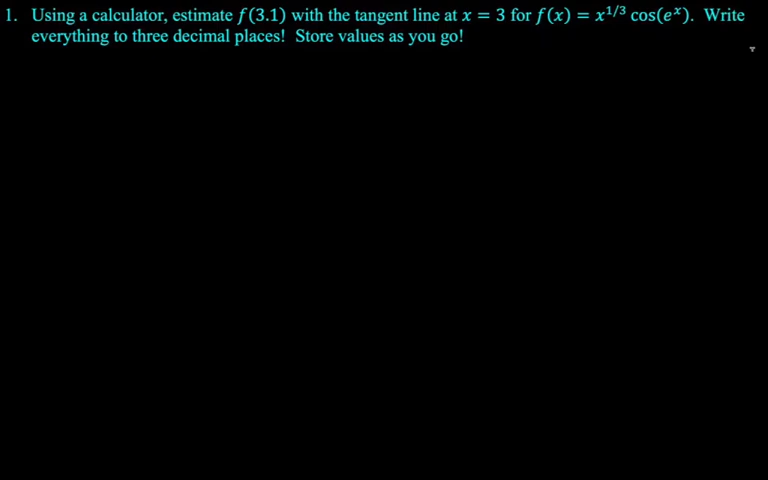 1. Using a calculator, estimate f(3.1) with the tangent line at x = 3 for f(x) = x^{1/3} cos(e^x). Write
everything to three decimal places! Store values as you go!